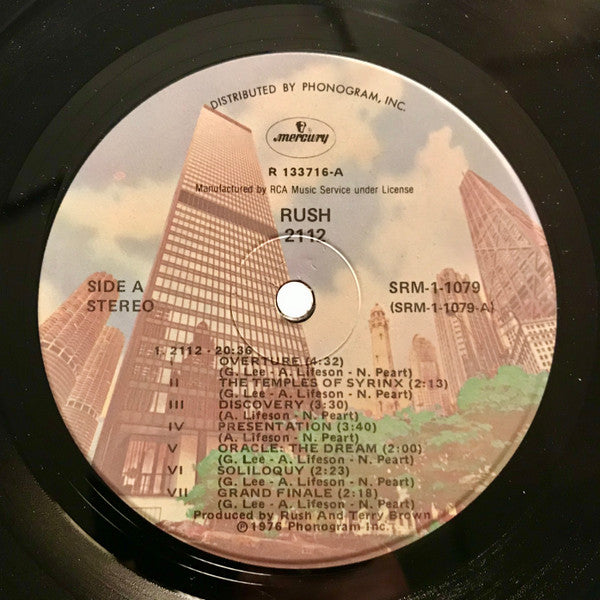 DISTRIBUTED BY PHONOGRAM, INC.
mercury
R 133716-A
Manufactured by RCA Music Service under License
RUSH
2112
SIDE A
STEREO
SRM-1-1079
(SRM-1-1079-A)
1. 2112 - 20:36
OVERTURE (4:32)
(G. Lee - A. Lifeson - N. Peart)
II THE TEMPLES OF SYRINX (2:13)
(G. Lee - A. Lifeson - N. Peart)
III DISCOVERY (3:30)
(A. Lifeson - N. Peart)
IV PRESENTATION (3:40)
(G. Lee - A. Lifeson - N. Peart)
V ORACLE: THE DREAM (2:00)
(G. Lee - A. Lifeson - N. Peart)
VI SOLILOQUY (2:23)
(G. Lee - A. Lifeson - N. Peart)
VII GRAND FINALE (2:18)
(G. Lee - A. Lifeson - N. Peart)
Produced by Rush And Terry Brown
℗ 1976 Phonogram Inc.